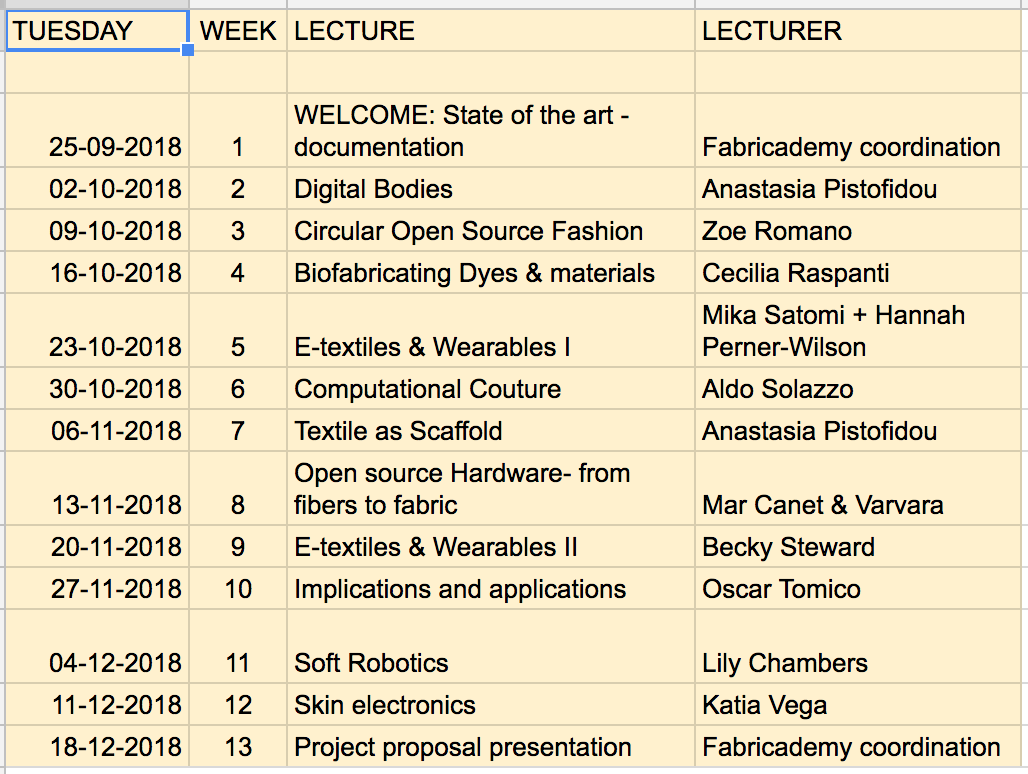 TUESDAY WEEK LECTURE LECTURER
WELCOME: State of the art -
25-09-2018 1 documentation Fabricademy coordination
02-10-2018 2 Digital Bodies Anastasia Pistofidou
09-10-2018 3 Circular Open Source Fashion Zoe Romano
16-10-2018 4 Biofabricating Dyes & materials Cecilia Raspanti
Mika Satomi + Hannah
23-10-2018 5 E-textiles & Wearables I Perner-Wilson
30-10-2018 6 Computational Couture Aldo Solazzo
06-11-2018 7 Textile as Scaffold Anastasia Pistofidou
Open source Hardware- from
13-11-2018 8 fibers to fabric Mar Canet & Varvara
20-11-2018 9 E-textiles & Wearables II Becky Steward
27-11-2018 10 Implications and applications Oscar Tomico
04-12-2018 11 Soft Robotics Lily Chambers
11-12-2018 12 Skin electronics Katia Vega
18-12-2018 13 Project proposal presentation Fabricademy coordination